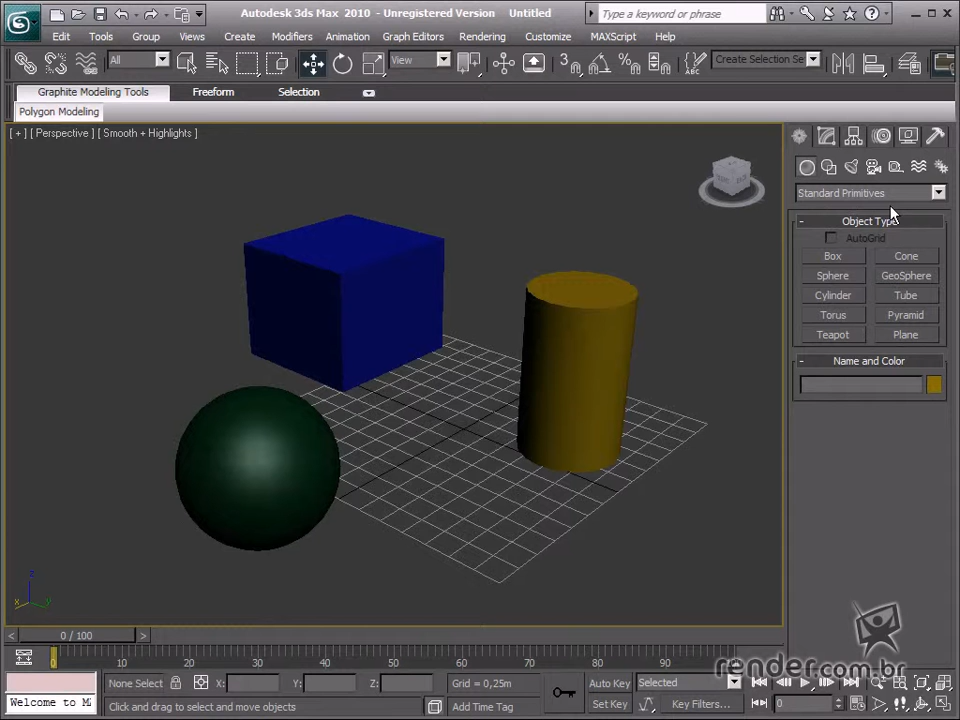 Autodesk 3ds Max 2010 - Unregistered Version Untitled
Type a keyword or phrase
Edit Tools Group Views Create Modifiers Animation Graph Editors Rendering Customize MAXScript Help
All
View
Create Selection Se
Graphite Modeling Tools Freeform Selection
Polygon Modeling
[ + ] [ Perspective ] [ Smooth + Highlights ]
Standard Primitives
- Object Type
AutoGrid
Box Cone
Sphere GeoSphere
Cylinder Tube
Torus Pyramid
Teapot Plane
- Name and Color
z
x y
< 0 / 100 >
0 10 20 30 40 50 60 70 80 90
render.com.br
None Select X: Y: Z: Grid = 0,25m Auto Key Selected
Welcome to M
Click and drag to select and move objects Add Time Tag Set Key Key Filters... 0